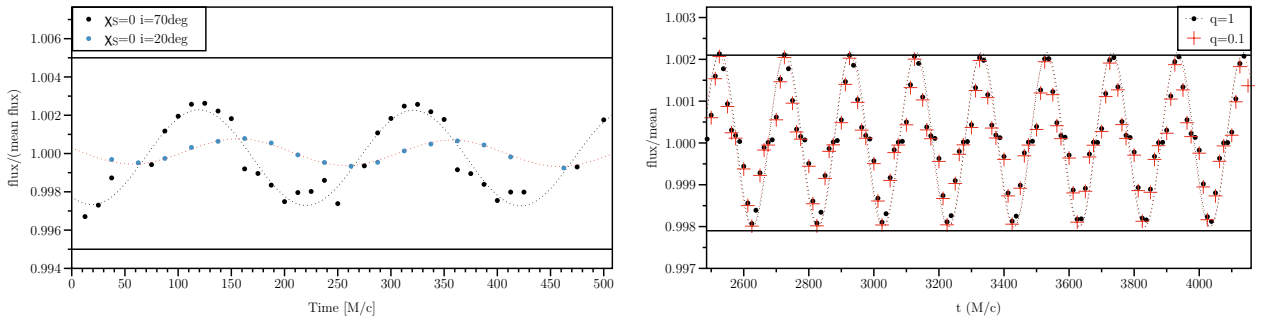 flux/(mean flux)
1.006
1.004
1.002
1.000
0.998
0.996
0.994
χs=0 i=70deg
χs=0 i=20deg
0 50 100 150 200 250 300 350 400 450 500
Time [M/c]
flux/mean
1.003
1.002
1.001
1.000
0.999
0.998
0.997
q=1
q=0.1
2600 2800 3000 3200 3400 3600 3800 4000
t (M/c)